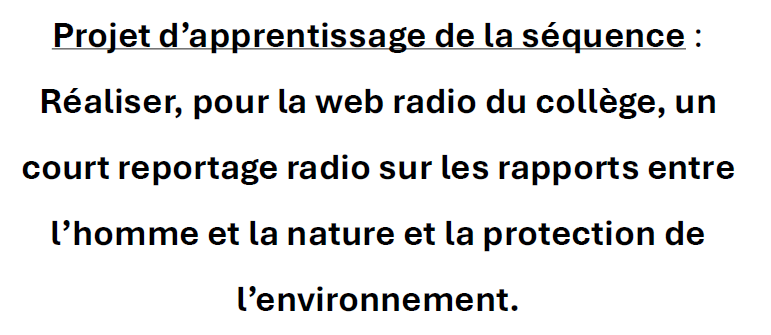 Projet d’apprentissage de la séquence :
Réaliser, pour la web radio du collège, un
court reportage radio sur les rapports entre
l’homme et la nature et la protection de
l’environnement.